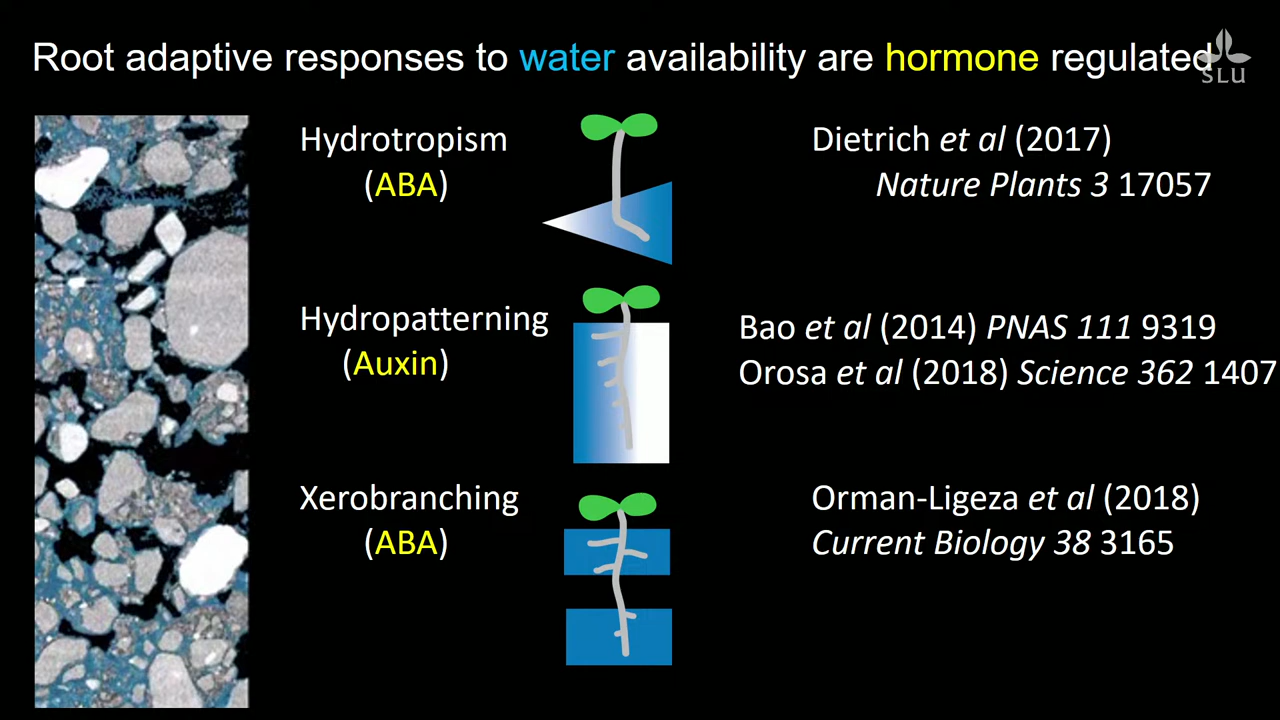 Root adaptive responses to water availability are hormone regulated
SLU
Hydrotropism
(ABA)
Dietrich et al (2017)
Nature Plants 3 17057
Hydropatterning
(Auxin)
Bao et al (2014) PNAS 111 9319
Orosa et al (2018) Science 362 1407
Xerobranching
(ABA)
Orman-Ligeza et al (2018)
Current Biology 38 3165